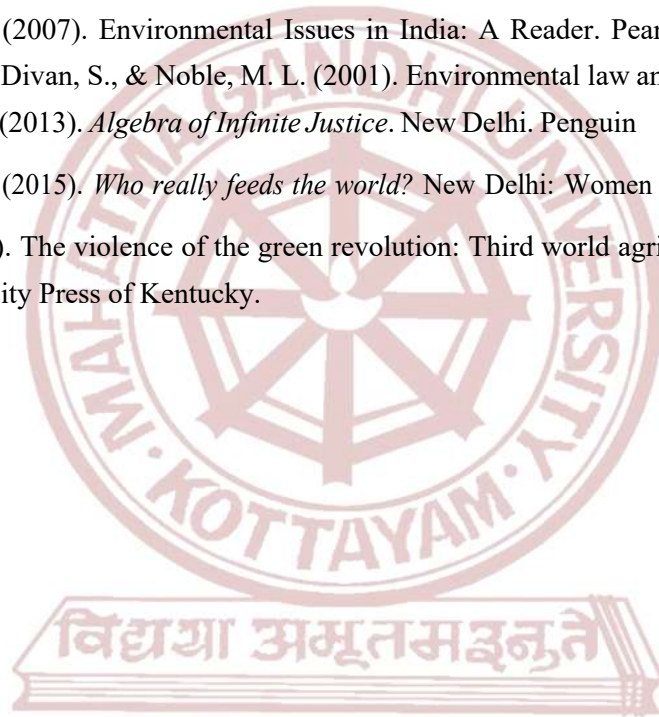 (2007). Environmental Issues in India: A Reader. Pear
Divan, S., & Noble, M. L. (2001). Environmental law an
(2013). Algebra of Infinite Justice. New Delhi. Penguin
(2015). Who really feeds the world? New Delhi: Women
). The violence of the green revolution: Third world agri
ity Press of Kentucky.
MAHATMA GANDHI UNIVERSITY
KOTTAYAM
विद्यया अमृतमश्नुते